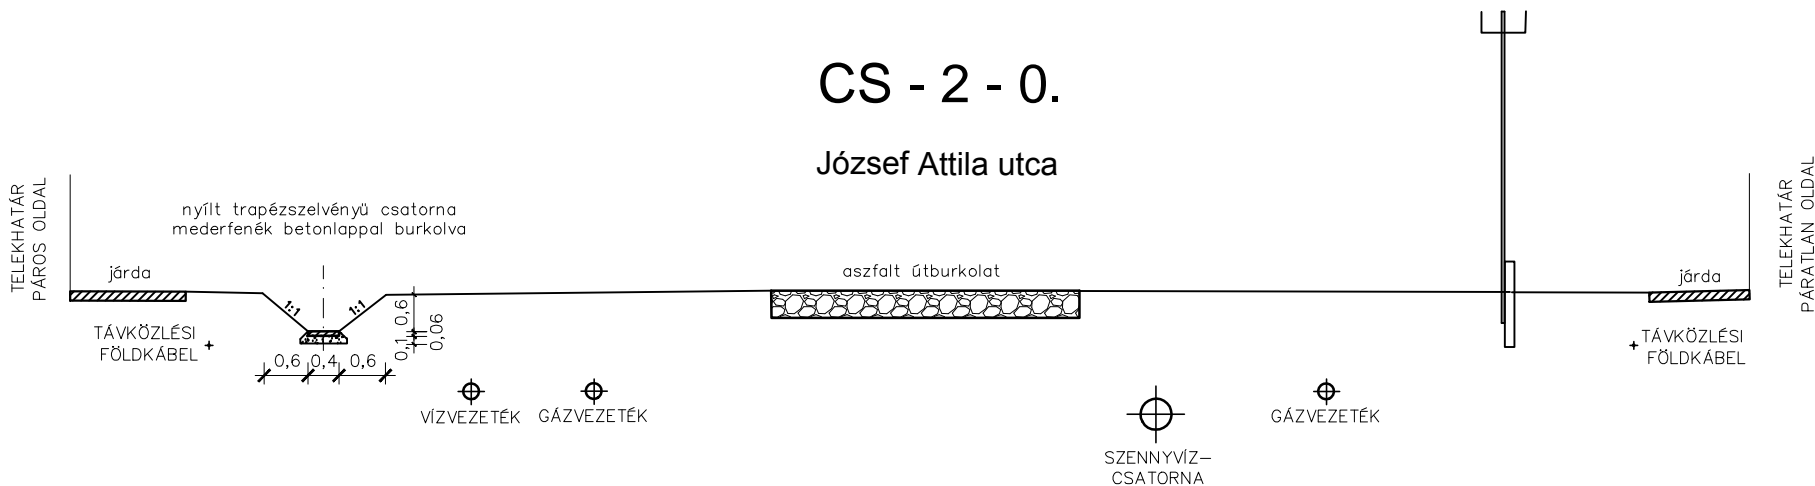 CS - 2 - 0.
József Attila utca
TELEKHATÁR
PÁROS OLDAL
nyílt trapézszelvényű csatorna
mederfenék betonlappal burkolva
járda
1:1
1:1
0,6
0,06
0,1
TÁVKÖZLÉSI
FÖLDKÁBEL
0,6
0,4
0,6
VÍZVEZETÉK
GÁZVEZETÉK
aszfalt útburkolat
SZENNYVÍZ-
CSATORNA
GÁZVEZETÉK
járda
TÁVKÖZLÉSI
FÖLDKÁBEL
TELEKHATÁR
PÁRATLAN OLDAL